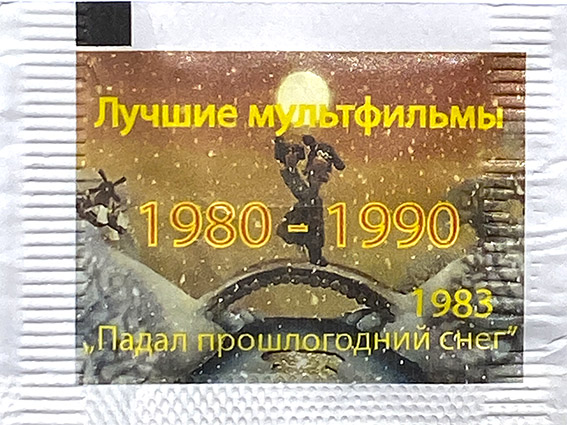 Лучшие мультфильмы
1980 - 1990
1983
„Падал прошлогодний снег”